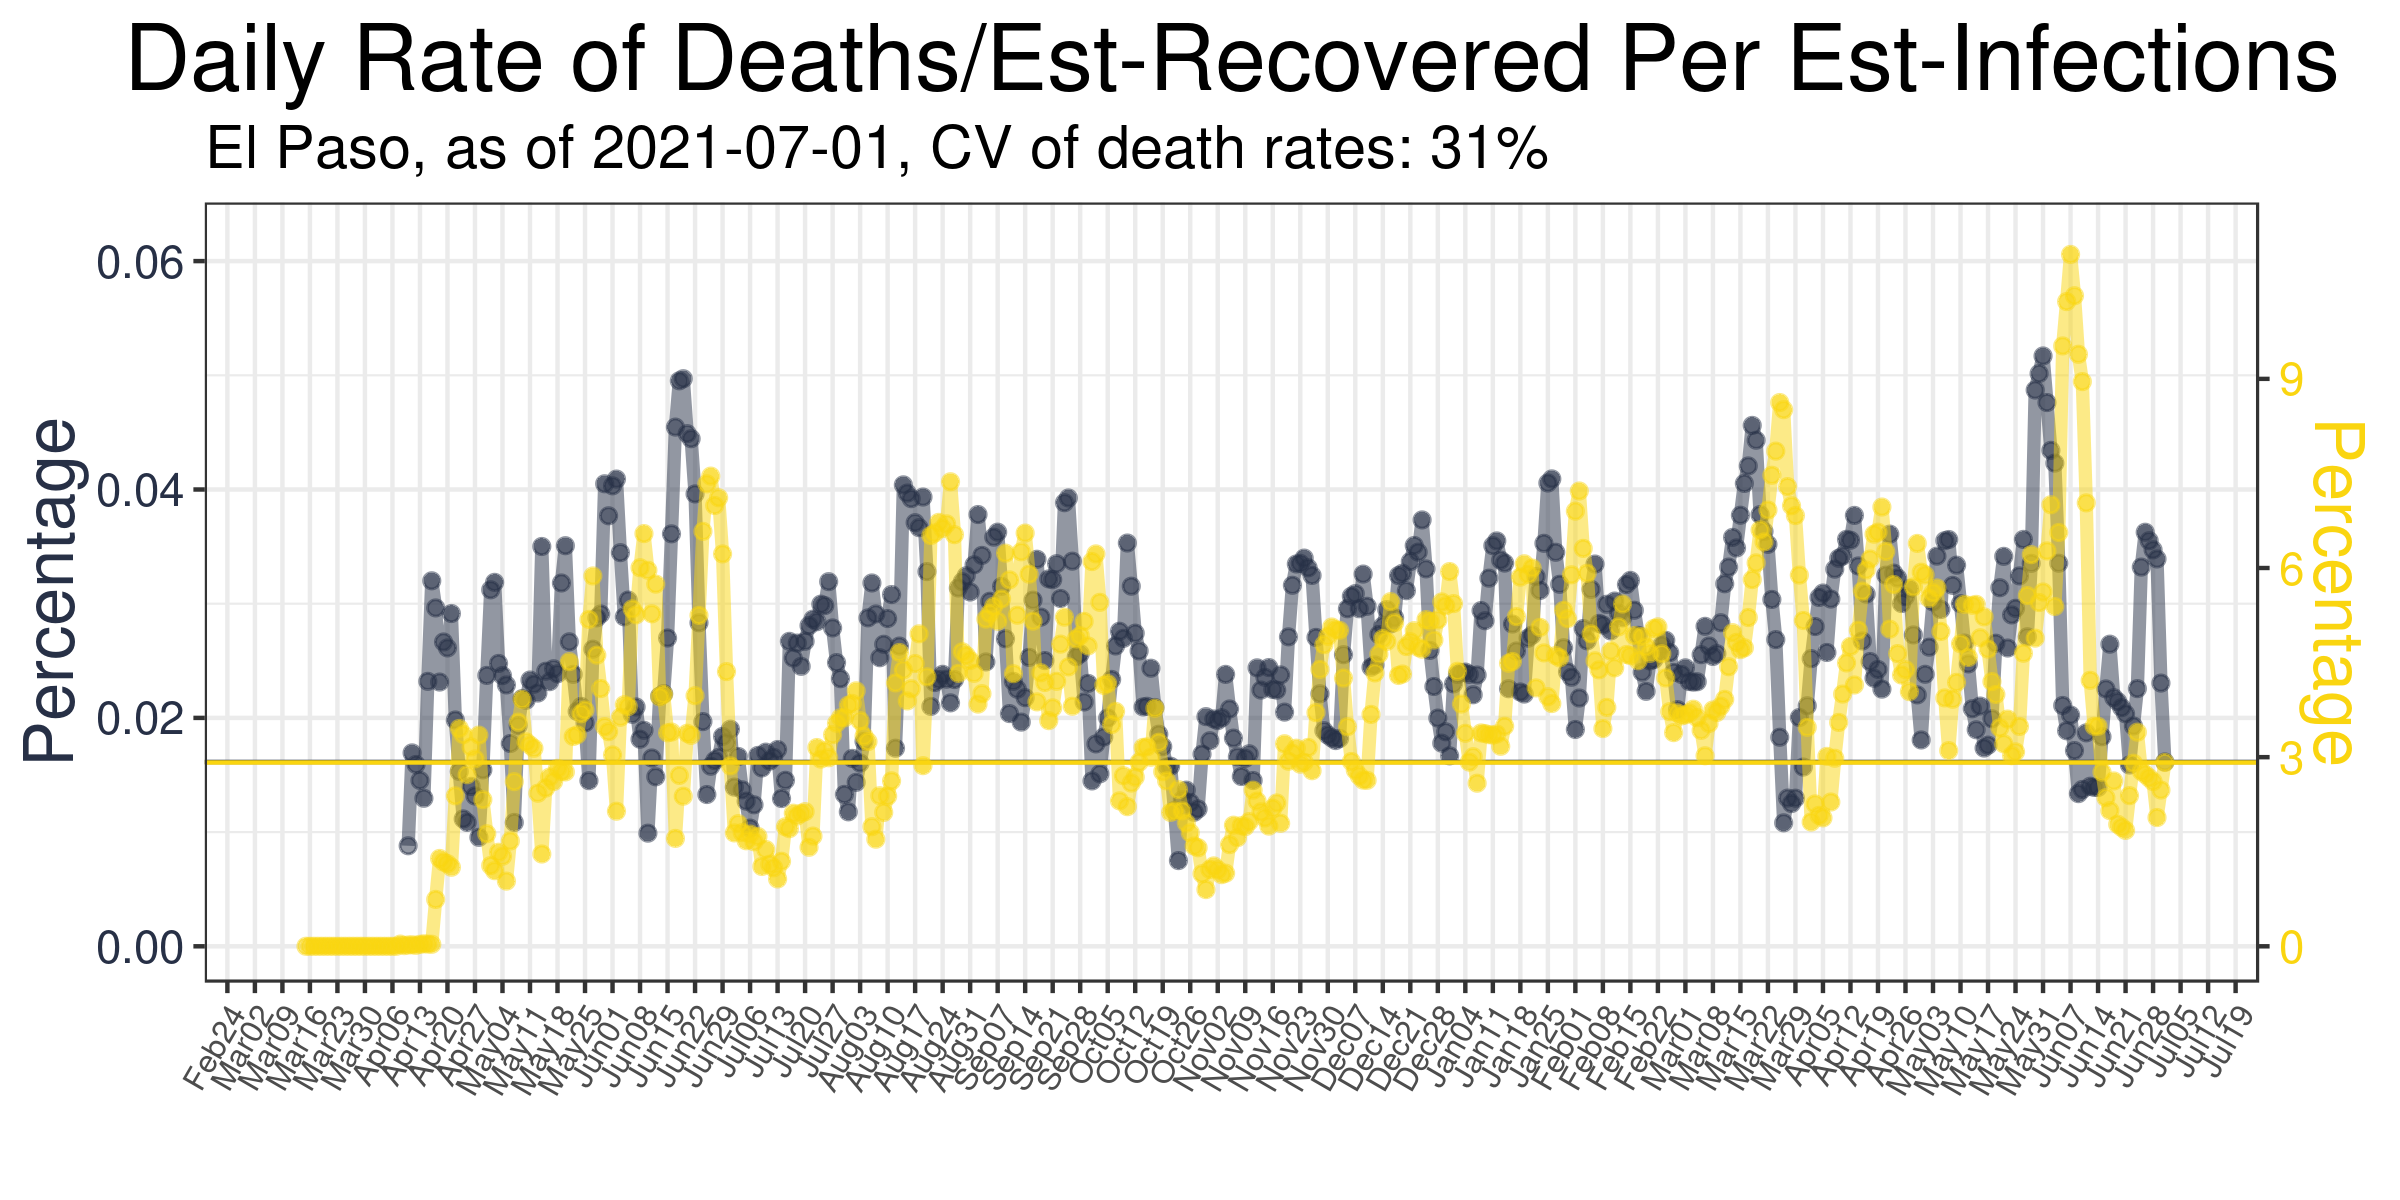 Daily Rate of Deaths/Est-Recovered Per Est-Infections
El Paso, as of 2021-07-01, CV of death rates: 31%
Percentage
0.06
0.04
0.02
0.00
9
6
3
0
Percentage
Feb24
Mar02
Mar09
Mar16
Mar23
Mar30
Apr06
Apr13
Apr20
Apr27
May04
May11
May18
May25
Jun01
Jun08
Jun15
Jun22
Jun29
Jul06
Jul13
Jul20
Jul27
Aug03
Aug10
Aug17
Aug24
Aug31
Sep07
Sep14
Sep21
Sep28
Oct05
Oct12
Oct19
Oct26
Nov02
Nov09
Nov16
Nov23
Nov30
Dec07
Dec14
Dec21
Dec28
Jan04
Jan11
Jan18
Jan25
Feb01
Feb08
Feb15
Feb22
Mar01
Mar08
Mar15
Mar22
Mar29
Apr05
Apr12
Apr19
Apr26
May03
May10
May17
May24
May31
Jun07
Jun14
Jun21
Jun28
Jul05
Jul12
Jul19